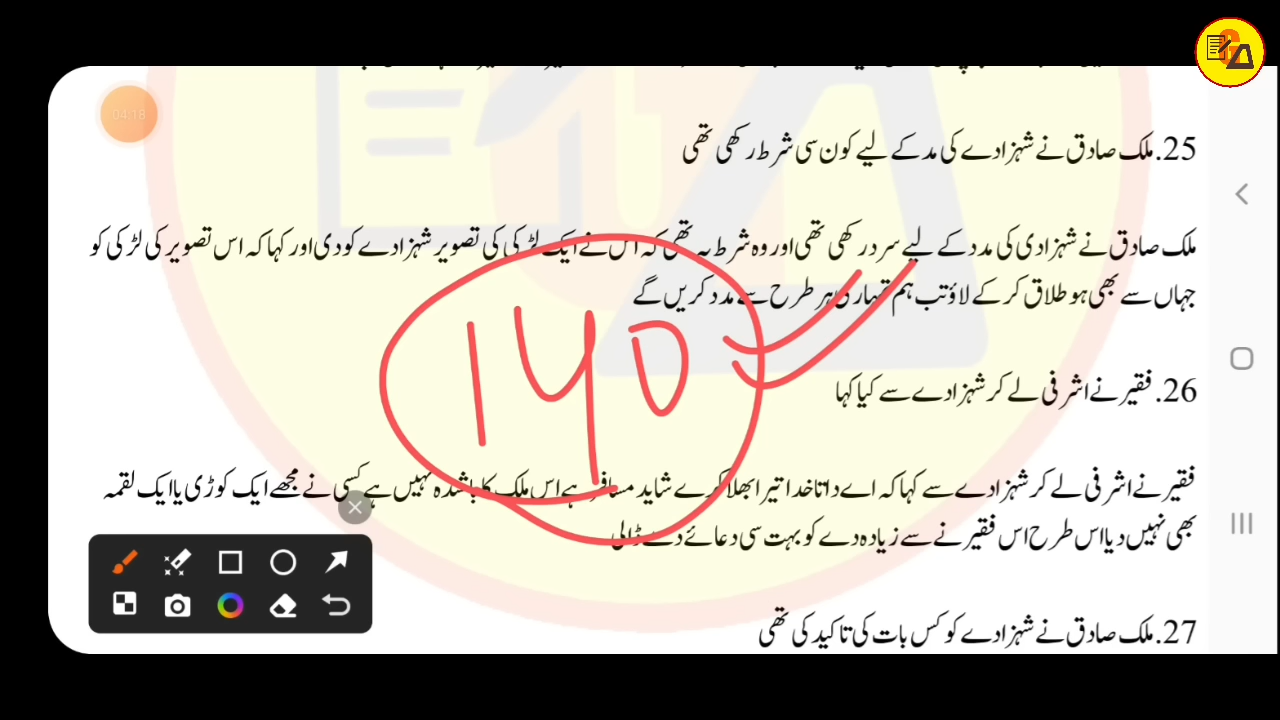 04:18
25. ملک صادق نے شہزادے کی مدد کے لیے کون سی شرط رکھی تھی
ملک صادق نے شہزادی کی مدد کے لیے سرد رکھی تھی اور وہ شرط یہ تھی کہ اس نے ایک لڑکی کی تصویر شہزادے کو دی اور کہا کہ اس تصویر کی لڑکی کو
جہاں سے بھی ہو طلاق کر کے لاؤ تب ہم تمہاری ہر طرح سے مدد کریں گے
140
26. فقیر نے اشرفی لے کر شہزادے سے کیا کہا
فقیر نے اشرفی لے کر شہزادے سے کہا کہ اے داتا خدا تیرا بھلا کرے شاید مسافر ہے اس ملک کا باشدہ نہیں ہے کسی نے مجھے ایک کوڑی یا ایک لقمہ
بھی نہیں دیا اس طرح اس فقیر نے سے زیادہ دے کو بہت سی دعائے دے ڈالی
27. ملک صادق نے شہزادے کو کس بات کی تاکید کی تھی